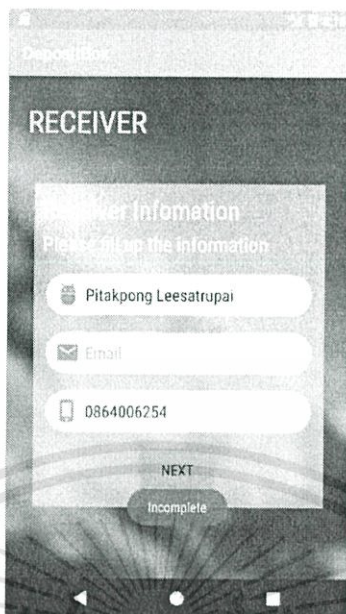 DepositBox
RECEIVER
Receiver Infomation
Please fill up the information
Pitakpong Leesatrupai
Email
0864006254
NEXT
Incomplete